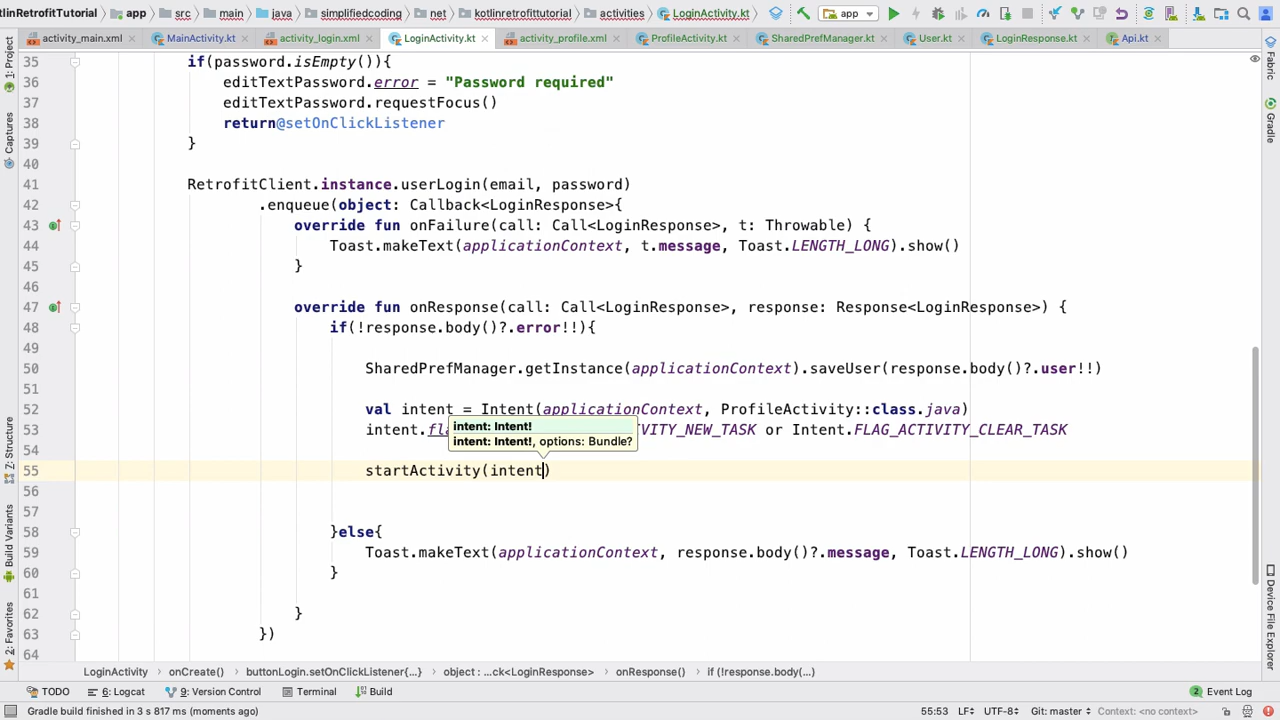 tlinRetrofitTutorial app src main java simplifiedcoding net kotlinretrofittutorial activities LoginActivity.kt app
activity_main.xml MainActivity.kt activity_login.xml LoginActivity.kt activity_profile.xml ProfileActivity.kt SharedPrefManager.kt User.kt LoginResponse.kt Api.kt
1: Project
Captures
7: Structure
Build Variants
2: Favorites
35 if(password.isEmpty()){
36 editTextPassword.error = "Password required"
37 editTextPassword.requestFocus()
38 return@setOnClickListener
39 }
40
41 RetrofitClient.instance.userLogin(email, password)
42 .enqueue(object: Callback<LoginResponse>{
43 override fun onFailure(call: Call<LoginResponse>, t: Throwable) {
44 Toast.makeText(applicationContext, t.message, Toast.LENGTH_LONG).show()
45 }
46
47 override fun onResponse(call: Call<LoginResponse>, response: Response<LoginResponse>) {
48 if(!response.body()?.error!!){
49
50 SharedPrefManager.getInstance(applicationContext).saveUser(response.body()?.user!!)
51
52 val intent = Intent(applicationContext, ProfileActivity::class.java)
intent: Intent!
intent: Intent!, options: Bundle?
53 intent.fl VITY_NEW_TASK or Intent.FLAG_ACTIVITY_CLEAR_TASK
54
55 startActivity(intent)
56
57
58 }else{
59 Toast.makeText(applicationContext, response.body()?.message, Toast.LENGTH_LONG).show()
60 }
61
62 }
63 })
64
Fabric
Gradle
Device File Explorer
LoginActivity onCreate() buttonLogin.setOnClickListener{...} object : ...ck<LoginResponse> onResponse() if (!response.body(...)
TODO 6: Logcat 9: Version Control Terminal Build 2 Event Log
Gradle build finished in 3 s 817 ms (moments ago) 55:53 LF UTF-8 Git: master Context: <no context>